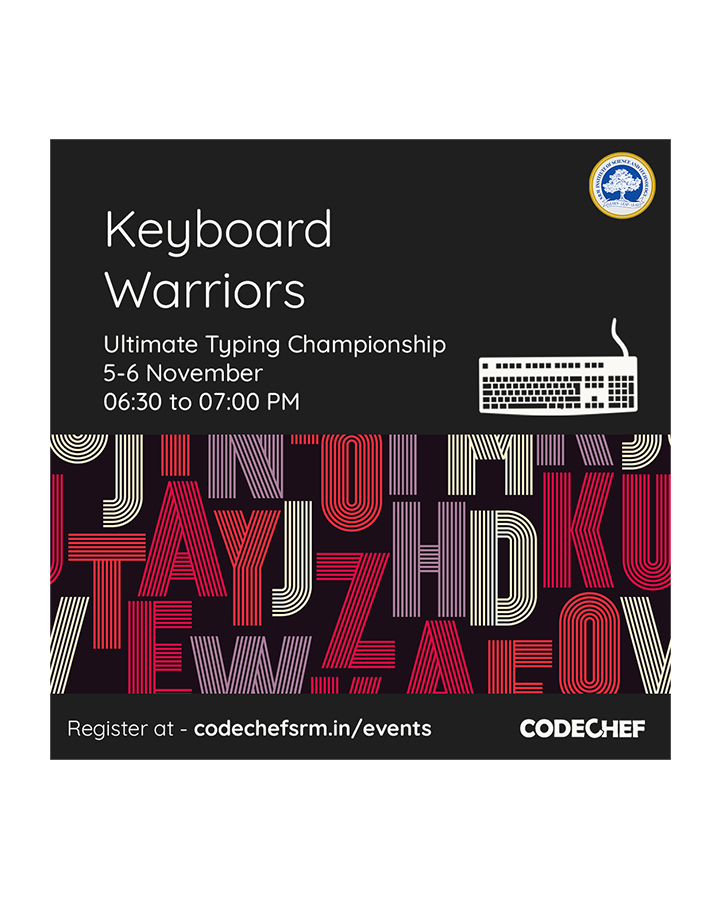 Keyboard
Warriors
Ultimate Typing Championship
5-6 November
06:30 to 07:00 PM
J I N O I M K J
U T A Y J Z H D K U
V E W Z A E O V
Register at - codechefsrm.in/events
CODECHEF